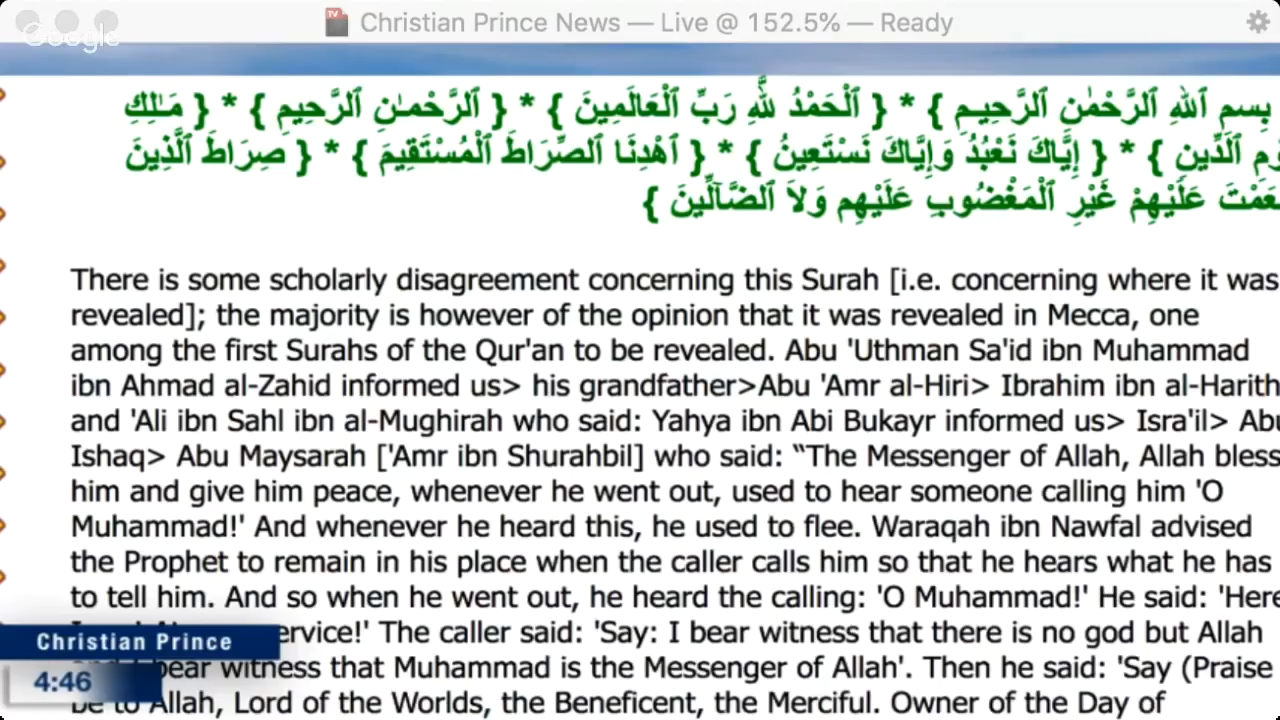 Christian Prince News — Live @ 152.5% — Ready
Google
بِسمِ ٱللهِ ٱلرَّحْمٰنِ ٱلرَّحِيـمِ } * { ٱلْحَمْدُ للَّهِ رَبِّ ٱلْعَالَمِينَ } * { ٱلرَّحْمـٰنِ ٱلرَّحِيمِ } * { مَـٰلِكِ
ٱلدِّينِ } * { إِيَّاكَ نَعْبُدُ وَإِيَّاكَ نَسْتَعِينُ } * { ٱهْدِنَا ٱلصِّرَاطَ ٱلْمُسْتَقِيمَ } * { صِرَاطَ ٱلَّذِينَ
عَلَيْهِمْ غَيْرِ ٱلْمَغْضُوبِ عَلَيْهِم وَلاَ ٱلضَّآلِّينَ }
There is some scholarly disagreement concerning this Surah [i.e. concerning where it was
revealed]; the majority is however of the opinion that it was revealed in Mecca, one
among the first Surahs of the Qur'an to be revealed. Abu 'Uthman Sa'id ibn Muhammad
ibn Ahmad al-Zahid informed us> his grandfather>Abu 'Amr al-Hiri> Ibrahim ibn al-Harith
and 'Ali ibn Sahl ibn al-Mughirah who said: Yahya ibn Abi Bukayr informed us> Isra'il> Abu
Ishaq> Abu Maysarah ['Amr ibn Shurahbil] who said: “The Messenger of Allah, Allah bless
him and give him peace, whenever he went out, used to hear someone calling him 'O
Muhammad!' And whenever he heard this, he used to flee. Waraqah ibn Nawfal advised
the Prophet to remain in his place when the caller calls him so that he hears what he has
to tell him. And so when he went out, he heard the calling: 'O Muhammad!' He said: 'Here
ervice!' The caller said: 'Say: I bear witness that there is no god but Allah
Christian Prince
bear witness that Muhammad is the Messenger of Allah'. Then he said: 'Say (Praise
4:46
be to Allah, Lord of the Worlds, the Beneficent, the Merciful. Owner of the Day of